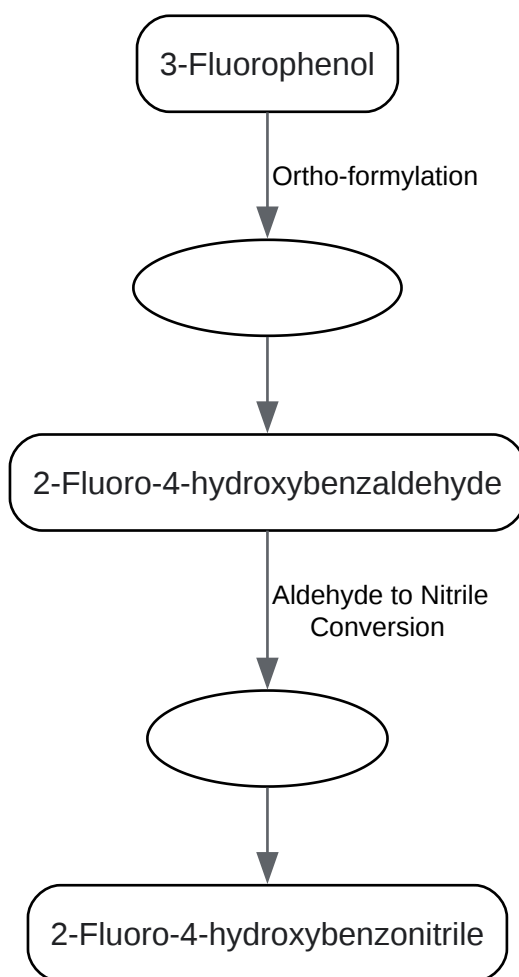 3-Fluorophenol
Ortho-formylation
2-Fluoro-4-hydroxybenzaldehyde
Aldehyde to Nitrile
Conversion
2-Fluoro-4-hydroxybenzonitrile